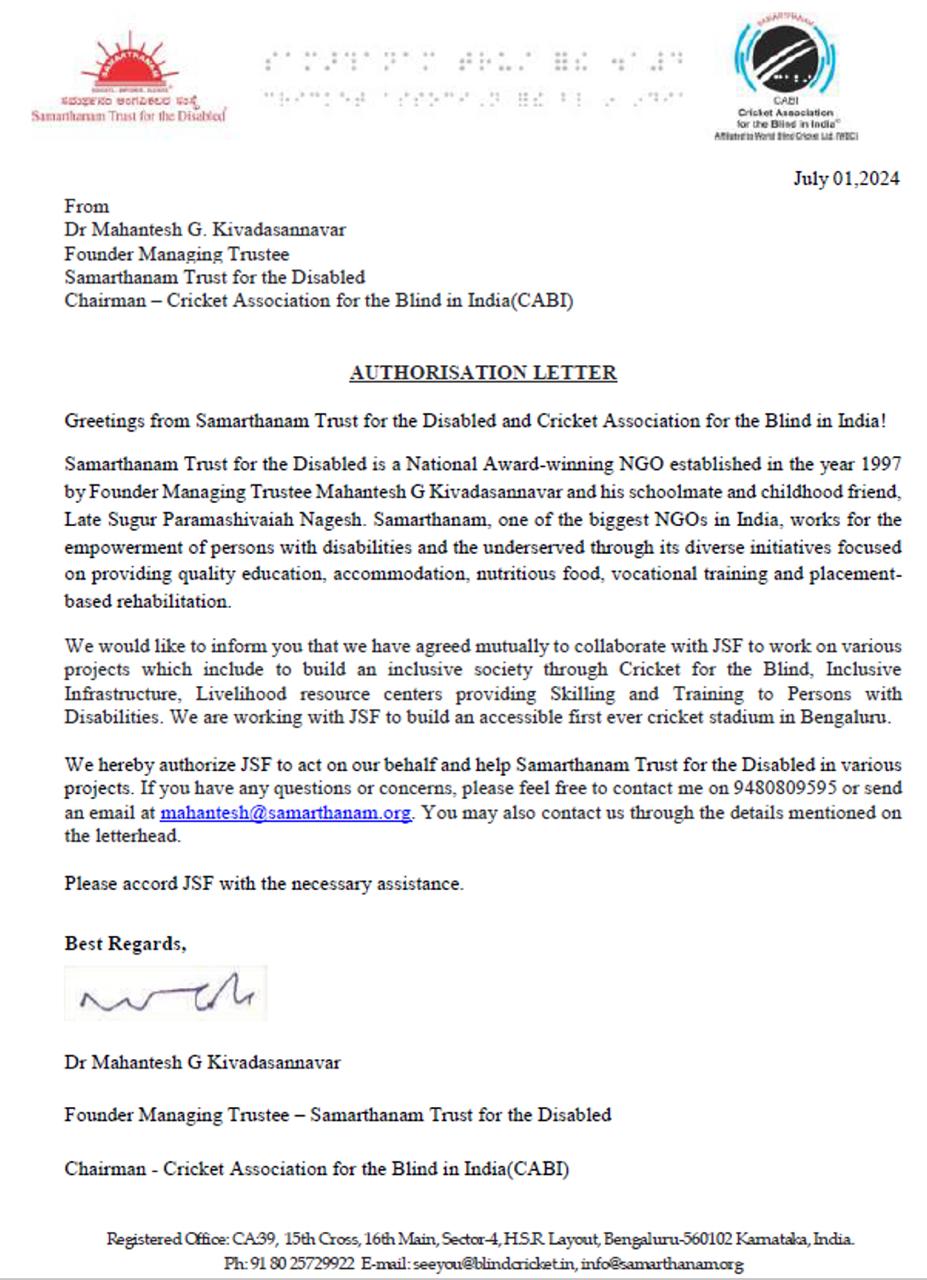 SAMARTHANAM
ಸಮರ್ಥನಂ ಅಂಗವಿಕಲರ ಸಂಸ್ಥೆ
Samarthanam Trust for the Disabled
SAMARTHANAM
CABI
Cricket Association
for the Blind in India
Affiliated to World Blind Cricket Ltd. (WBC)
July 01,2024
From
Dr Mahantesh G. Kivadasannavar
Founder Managing Trustee
Samarthanam Trust for the Disabled
Chairman – Cricket Association for the Blind in India(CABI)
AUTHORISATION LETTER
Greetings from Samarthanam Trust for the Disabled and Cricket Association for the Blind in India!
Samarthanam Trust for the Disabled is a National Award-winning NGO established in the year 1997
by Founder Managing Trustee Mahantesh G Kivadasannavar and his schoolmate and childhood friend,
Late Sugur Paramashivaiah Nagesh. Samarthanam, one of the biggest NGOs in India, works for the
empowerment of persons with disabilities and the underserved through its diverse initiatives focused
on providing quality education, accommodation, nutritious food, vocational training and placement-
based rehabilitation.
We would like to inform you that we have agreed mutually to collaborate with JSF to work on various
projects which include to build an inclusive society through Cricket for the Blind, Inclusive
Infrastructure, Livelihood resource centers providing Skilling and Training to Persons with
Disabilities. We are working with JSF to build an accessible first ever cricket stadium in Bengaluru.
We hereby authorize JSF to act on our behalf and help Samarthanam Trust for the Disabled in various
projects. If you have any questions or concerns, please feel free to contact me on 9480809595 or send
an email at mahantesh@samarthanam.org. You may also contact us through the details mentioned on
the letterhead.
Please accord JSF with the necessary assistance.
Best Regards,
Dr Mahantesh G Kivadasannavar
Founder Managing Trustee – Samarthanam Trust for the Disabled
Chairman - Cricket Association for the Blind in India(CABI)
Registered Office: CA:39, 15th Cross, 16th Main, Sector-4, H.S.R. Layout, Bengaluru-560102 Karnataka, India.
Ph: 91 80 25729922 E-mail: seeyou@blindcricket.in, info@samarthanam.org